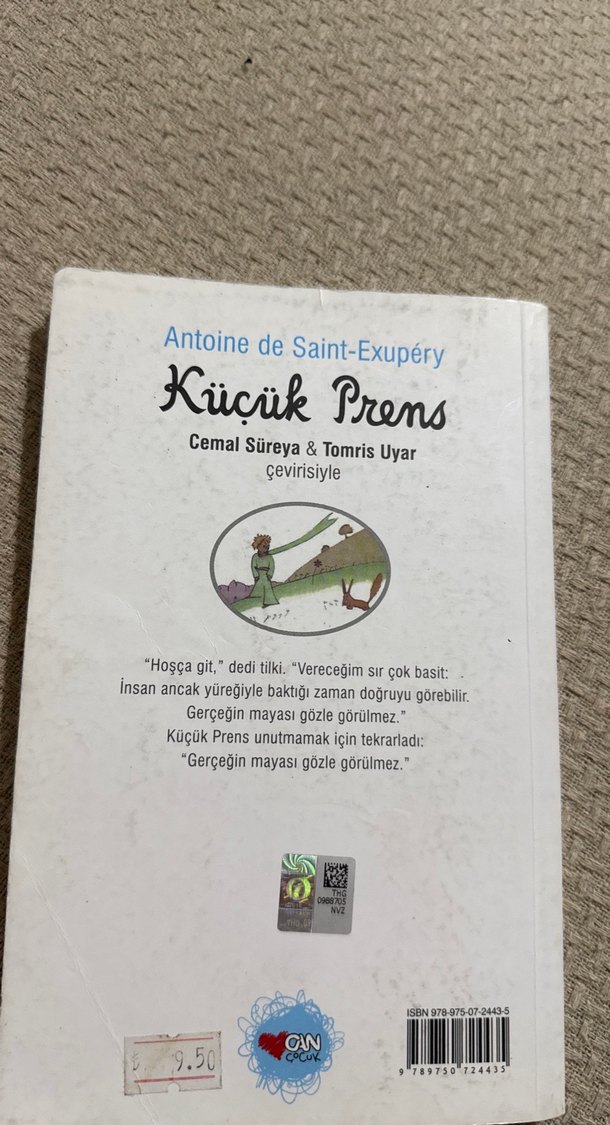 Antoine de Saint-Exupéry
Küçük Prens
Cemal Süreya & Tomris Uyar
çevirisiyle
“Hoşça git,” dedi tilki. “Vereceğim sır çok basit:
İnsan ancak yüreğiyle baktığı zaman doğruyu görebilir.
Gerçeğin mayası gözle görülmez.”
Küçük Prens unutmamak için tekrarladı:
“Gerçeğin mayası gözle görülmez.”
THG
0988705
NVZ
ISBN 978-975-07-2443-5
9 789750 724435
CAN
ÇOCUK
₺ 9.50